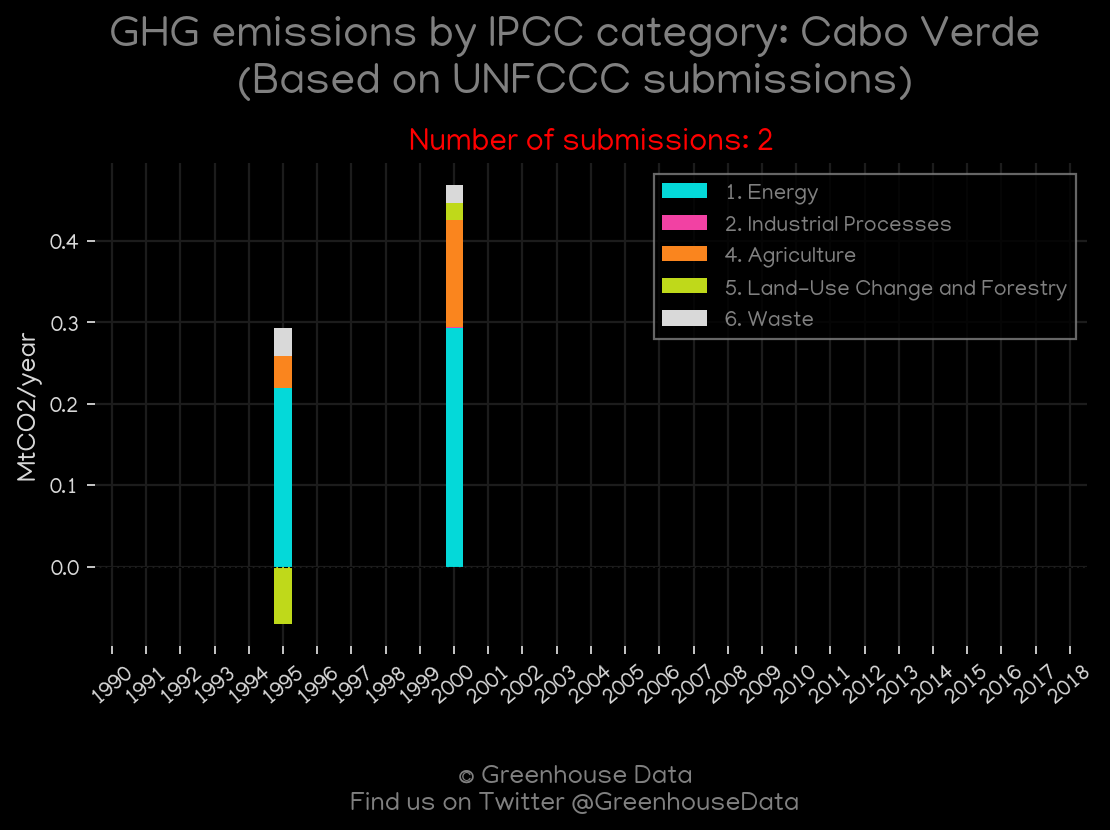 GHG emissions by IPCC category: Cabo Verde
(Based on UNFCCC submissions)
Number of submissions: 2
1. Energy
2. Industrial Processes
4. Agriculture
5. Land-Use Change and Forestry
6. Waste
MtCO2/year
0.4
0.3
0.2
0.1
0.0
1990 1991 1992 1993 1994 1995 1996 1997 1998 1999 2000 2001 2002 2003 2004 2005 2006 2007 2008 2009 2010 2011 2012 2013 2014 2015 2016 2017 2018
© Greenhouse Data
Find us on Twitter @GreenhouseData